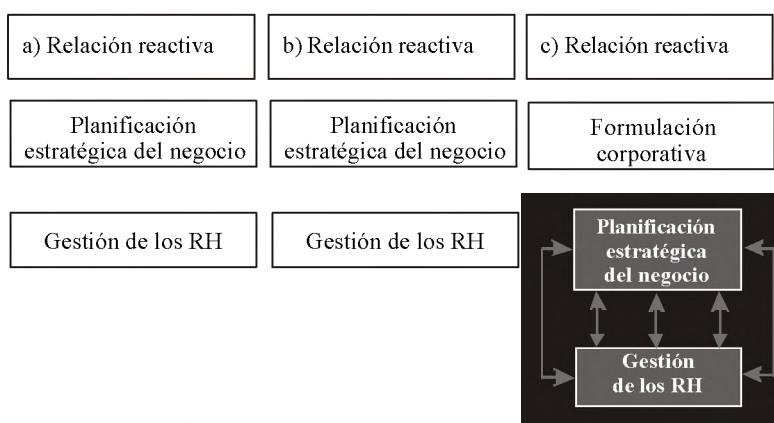 a) Relación reactiva
b) Relación reactiva
c) Relación reactiva
Planificación
estratégica del negocio
Planificación
estratégica del negocio
Formulación
corporativa
Gestión de los RH
Gestión de los RH
Planificación
estratégica
del negocio
Gestión
de los RH